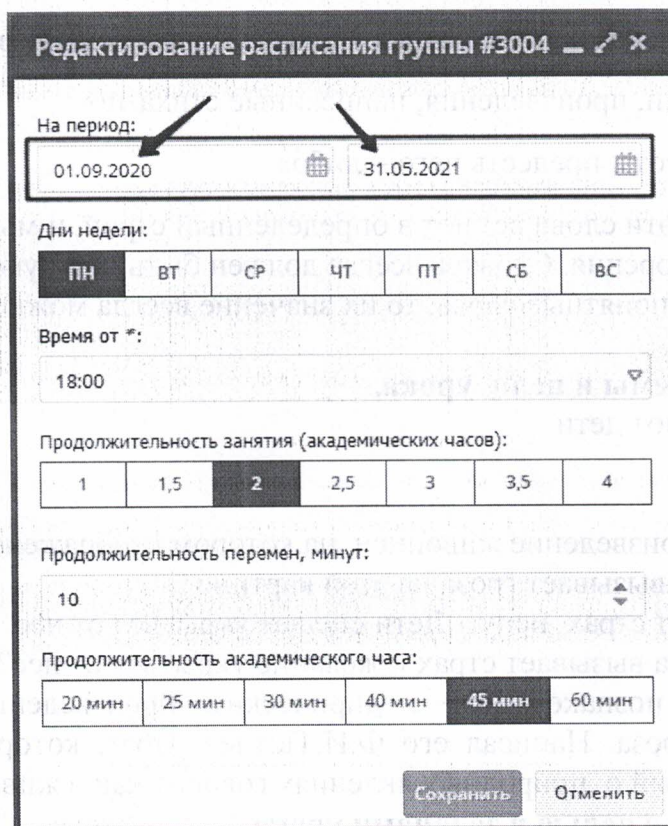 Редактирование расписания группы #3004
На период:
01.09.2020 31.05.2021
Дни недели:
ПН ВТ СР ЧТ ПТ СБ ВС
Время от *:
18:00
Продолжительность занятия (академических часов):
1 1,5 2 2,5 3 3,5 4
Продолжительность перемен, минут:
10
Продолжительность академического часа:
20 мин 25 мин 30 мин 40 мин 45 мин 60 мин
Сохранить Отменить